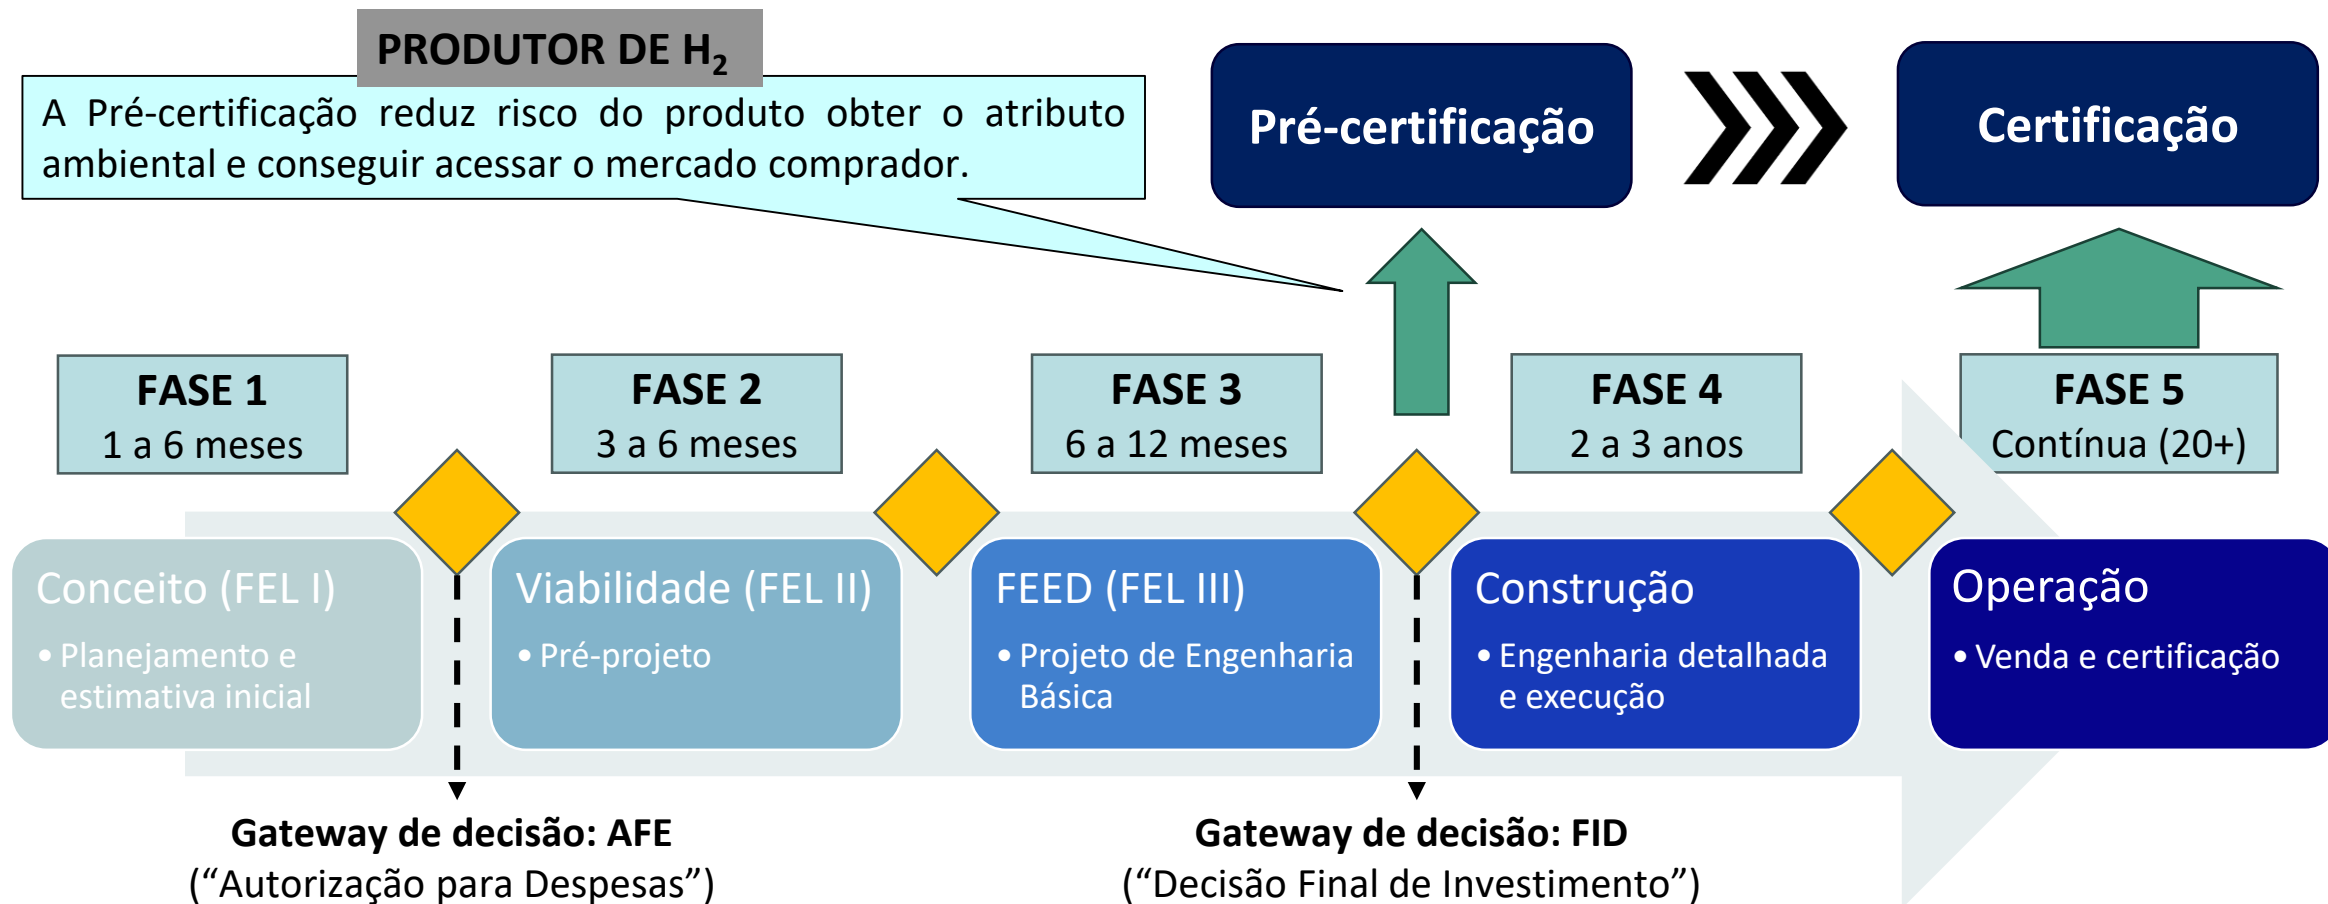 PRODUTOR DE H₂
A Pré-certificação reduz risco do produto obter o atributo
ambiental e conseguir acessar o mercado comprador.
Pré-certificação
Certificação
FASE 1
1 a 6 meses
FASE 2
3 a 6 meses
FASE 3
6 a 12 meses
FASE 4
2 a 3 anos
FASE 5
Contínua (20+)
Conceito (FEL I)
• Planejamento e
estimativa inicial
Viabilidade (FEL II)
• Pré-projeto
FEED (FEL III)
• Projeto de Engenharia
Básica
Construção
• Engenharia detalhada
e execução
Operação
• Venda e certificação
Gateway de decisão: AFE
(“Autorização para Despesas”)
Gateway de decisão: FID
(“Decisão Final de Investimento”)